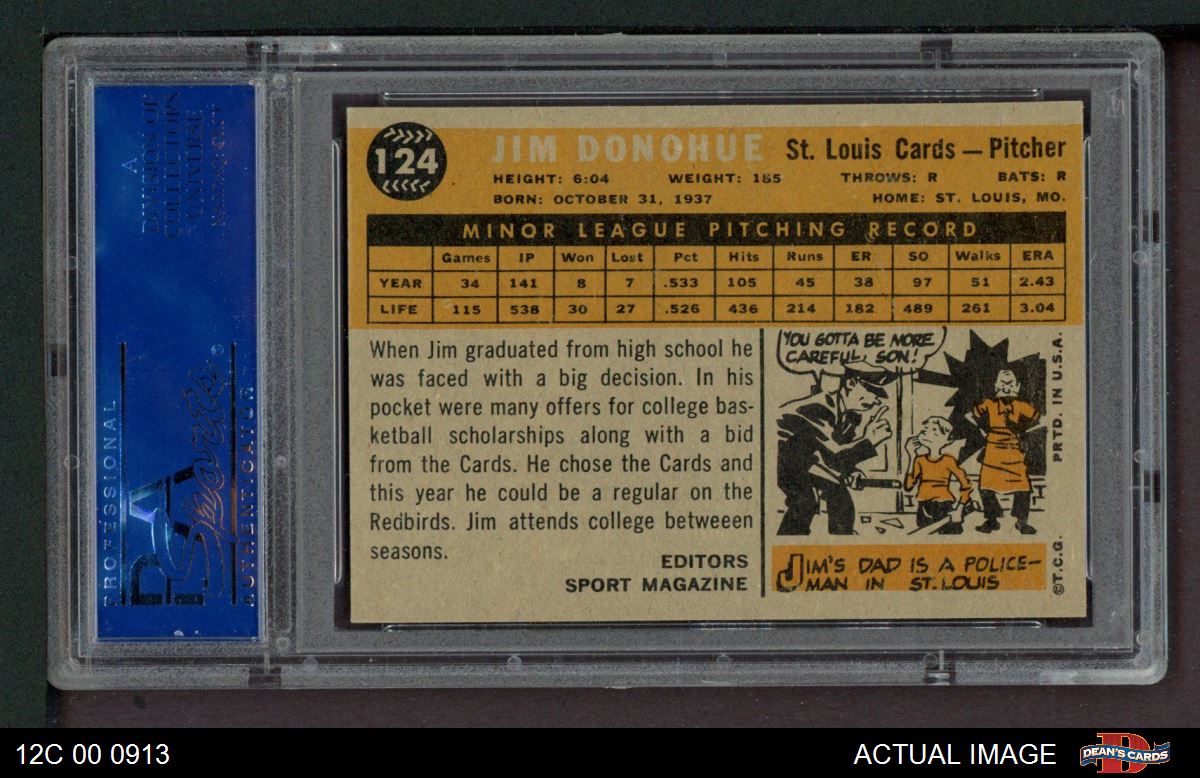 A
DIVISION OF
COLLECTORS
UNIVERSE
PROFESSIONAL
PSA
Sports ©
AUTHENTICATOR
124
JIM DONOHUE St. Louis Cards — Pitcher
HEIGHT: 6:04 WEIGHT: 185 THROWS: R BATS: R
BORN: OCTOBER 31, 1937 HOME: ST. LOUIS, MO.
MINOR LEAGUE PITCHING RECORD
Games IP Won Lost Pct Hits Runs ER SO Walks ERA
YEAR 34 141 8 7 .533 105 45 38 97 51 2.43
LIFE 115 538 30 27 .526 436 214 182 489 261 3.04
When Jim graduated from high school he
was faced with a big decision. In his
pocket were many offers for college bas-
ketball scholarships along with a bid
from the Cards. He chose the Cards and
this year he could be a regular on the
Redbirds. Jim attends college betweeen
seasons.
EDITORS
SPORT MAGAZINE
YOU GOTTA BE MORE
CAREFUL, SON!
JIM'S DAD IS A POLICE-
MAN IN ST. LOUIS
©T.C.G. PRTD. IN U.S.A.
12C 00 0913
ACTUAL IMAGE
DEAN'S CARDS